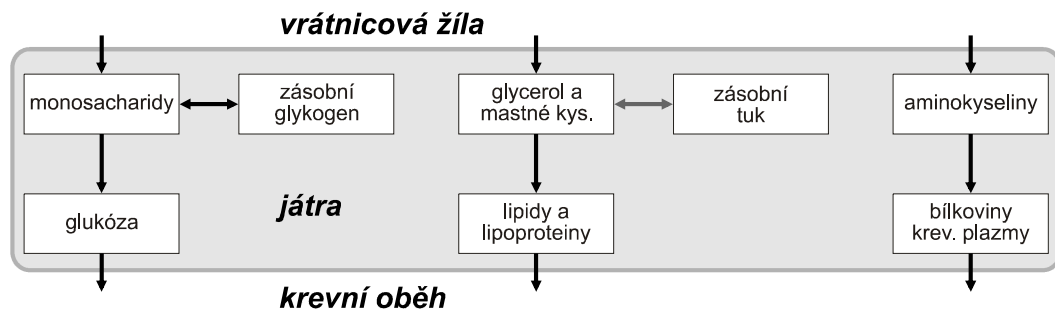 vrátnicová žíla
monosacharidy
zásobní
glykogen
glycerol a
mastné kys.
zásobní
tuk
aminokyseliny
játra
glukóza
lipidy a
lipoproteiny
bílkoviny
krev. plazmy
krevní oběh